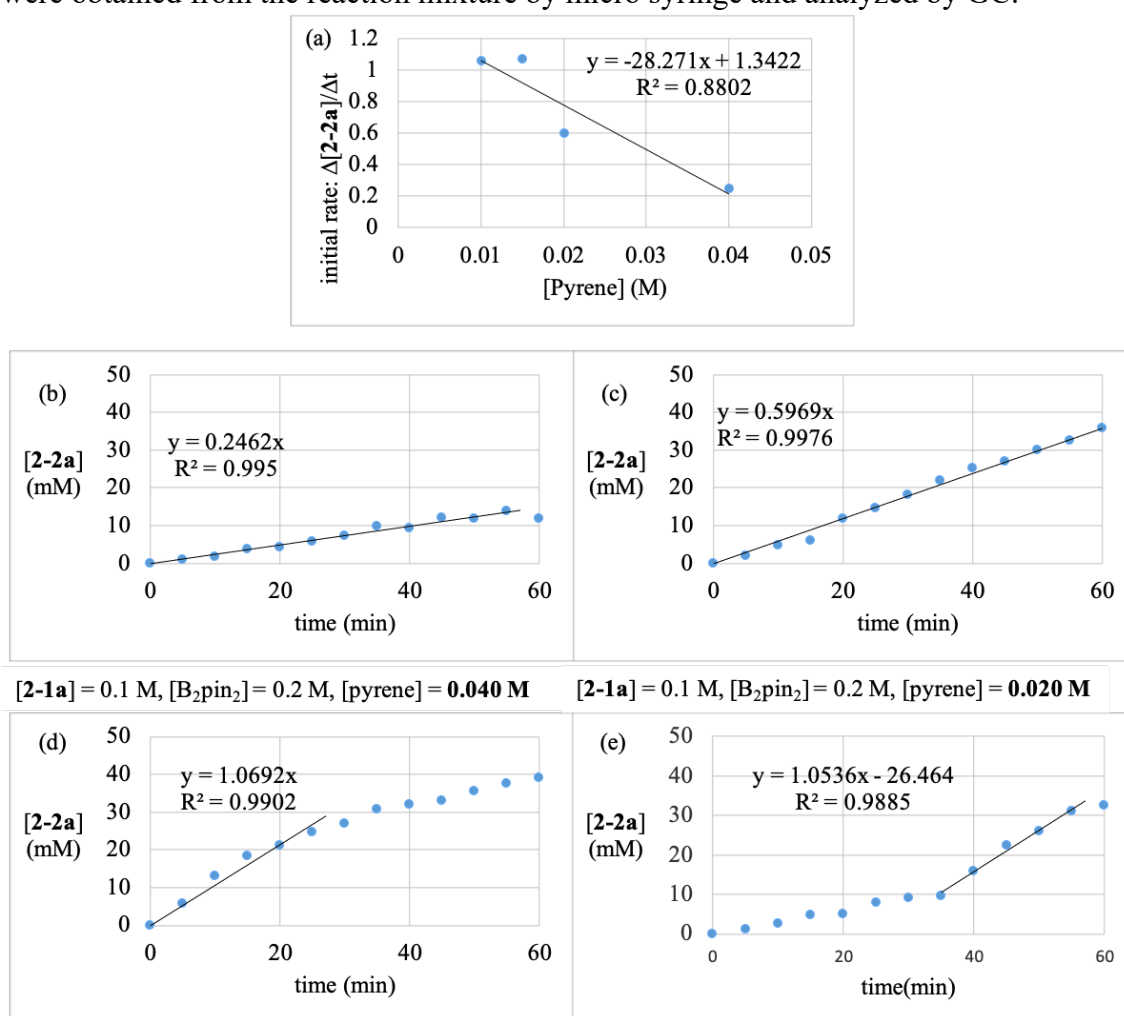 were obtained from the reaction mixture by micro syringe and analyzed by GC.
(a)
initial rate: Δ[2-2a]/Δt
1.2
1
0.8
0.6
0.4
0.2
0
y = -28.271x + 1.3422
R² = 0.8802
0 0.01 0.02 0.03 0.04 0.05
[Pyrene] (M)
(b)
[2-2a]
(mM)
50
40
30
20
10
0
y = 0.2462x
R² = 0.995
0 20 40 60
time (min)
(c)
[2-2a]
(mM)
50
40
30
20
10
0
y = 0.5969x
R² = 0.9976
0 20 40 60
time (min)
[2-1a] = 0.1 M, [B₂pin₂] = 0.2 M, [pyrene] = 0.040 M
[2-1a] = 0.1 M, [B₂pin₂] = 0.2 M, [pyrene] = 0.020 M
(d)
[2-2a]
(mM)
50
40
30
20
10
0
y = 1.0692x
R² = 0.9902
0 20 40 60
time (min)
(e)
[2-2a]
(mM)
50
40
30
20
10
0
y = 1.0536x - 26.464
R² = 0.9885
0 20 40 60
time(min)